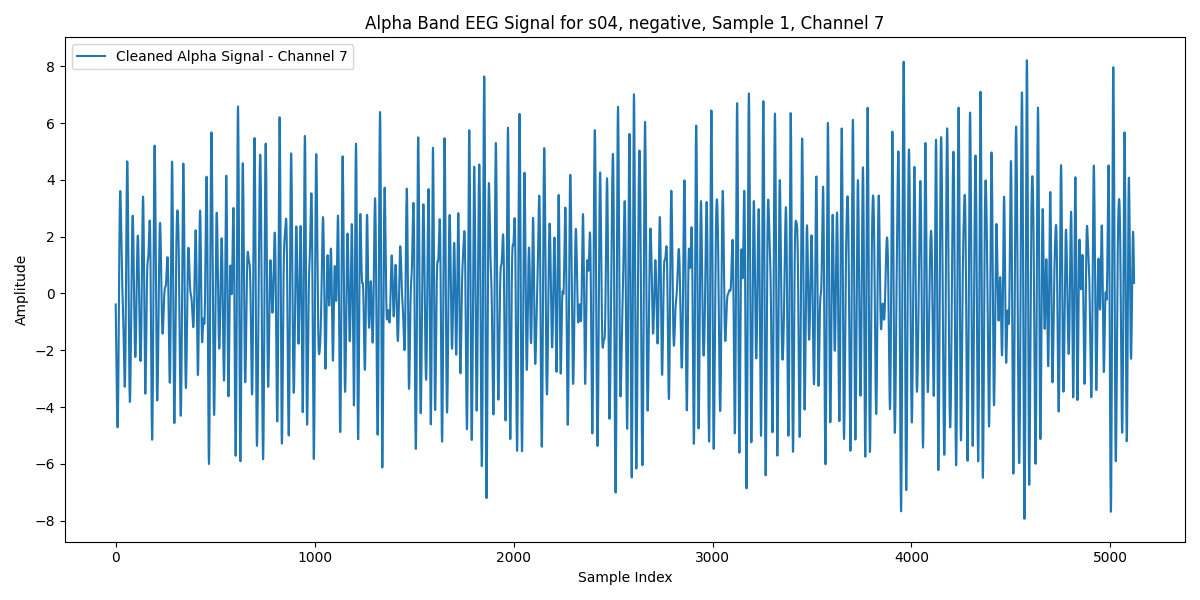 Alpha Band EEG Signal for s04, negative, Sample 1, Channel 7
Cleaned Alpha Signal - Channel 7
Amplitude
8
6
4
2
0
−2
−4
−6
−8
0 1000 2000 3000 4000 5000
Sample Index